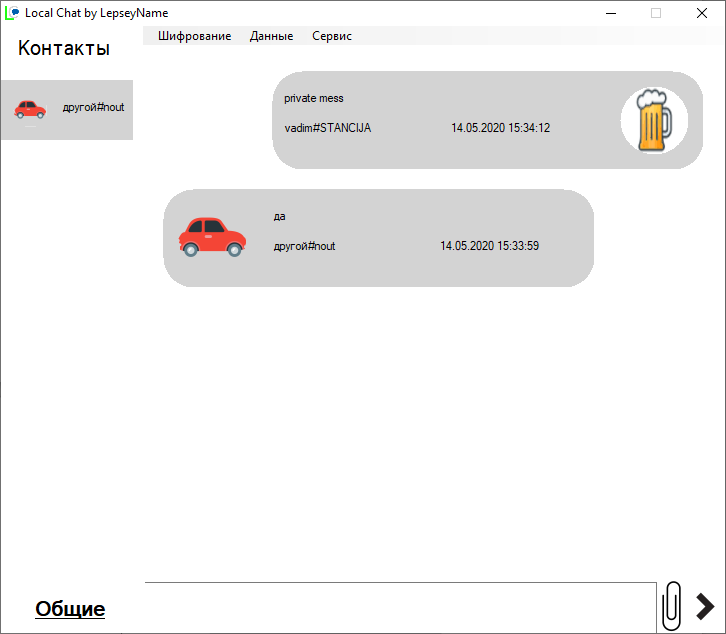 Local Chat by LepseyName
Контакты
Шифрование Данные Сервис
другой#nout
private mess
vadim#STANCIJA 14.05.2020 15:34:12
да
другой#nout 14.05.2020 15:33:59
Общие